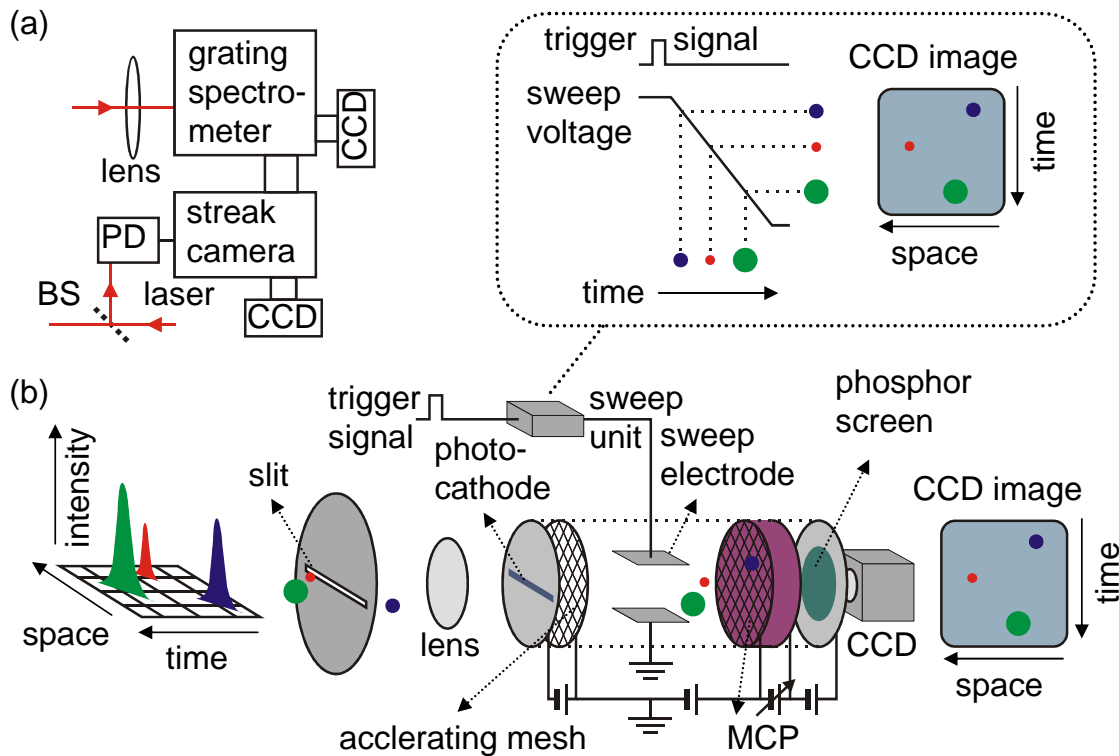 (a)
grating
spectro-
meter
CCD
lens
streak
camera
PD
BS
laser
CCD
trigger signal
sweep
voltage
time
CCD image
time
space
(b)
intensity
space
time
slit
trigger
signal
photo-
cathode
lens
sweep
unit
sweep
electrode
phosphor
screen
CCD
acclerating mesh
MCP
CCD image
time
space